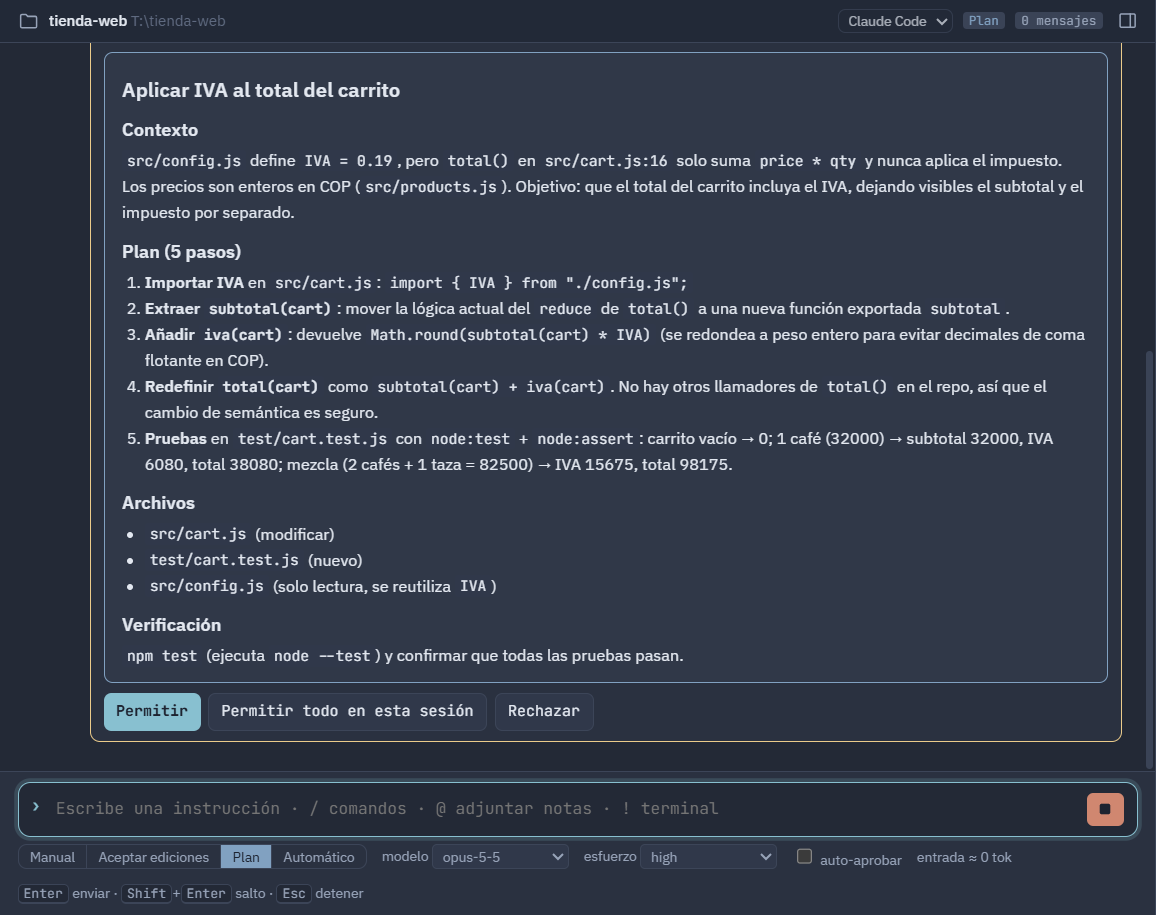 tienda-web T:\tienda-web
Claude Code Plan 0 mensajes
Aplicar IVA al total del carrito
Contexto
src/config.js define IVA = 0.19, pero total() en src/cart.js:16 solo suma price * qty y nunca aplica el impuesto.
Los precios son enteros en COP ( src/products.js ). Objetivo: que el total del carrito incluya el IVA, dejando visibles el subtotal y el
impuesto por separado.
Plan (5 pasos)
1. Importar IVA en src/cart.js : import { IVA } from "./config.js";
2. Extraer subtotal(cart) : mover la lógica actual del reduce de total() a una nueva función exportada subtotal .
3. Añadir iva(cart) : devuelve Math.round(subtotal(cart) * IVA) (se redondea a peso entero para evitar decimales de coma
flotante en COP).
4. Redefinir total(cart) como subtotal(cart) + iva(cart) . No hay otros llamadores de total() en el repo, así que el
cambio de semántica es seguro.
5. Pruebas en test/cart.test.js con node:test + node:assert : carrito vacío → 0; 1 café (32000) → subtotal 32000, IVA
6080, total 38080; mezcla (2 cafés + 1 taza = 82500) → IVA 15675, total 98175.
Archivos
• src/cart.js (modificar)
• test/cart.test.js (nuevo)
• src/config.js (solo lectura, se reutiliza IVA )
Verificación
npm test (ejecuta node --test ) y confirmar que todas las pruebas pasan.
Permitir Permitir todo en esta sesión Rechazar
› Escribe una instrucción · / comandos · @ adjuntar notas · ! terminal
Manual Aceptar ediciones Plan Automático modelo opus-5-5 esfuerzo high auto-aprobar entrada ≈ 0 tok
Enter enviar · Shift + Enter salto · Esc detener